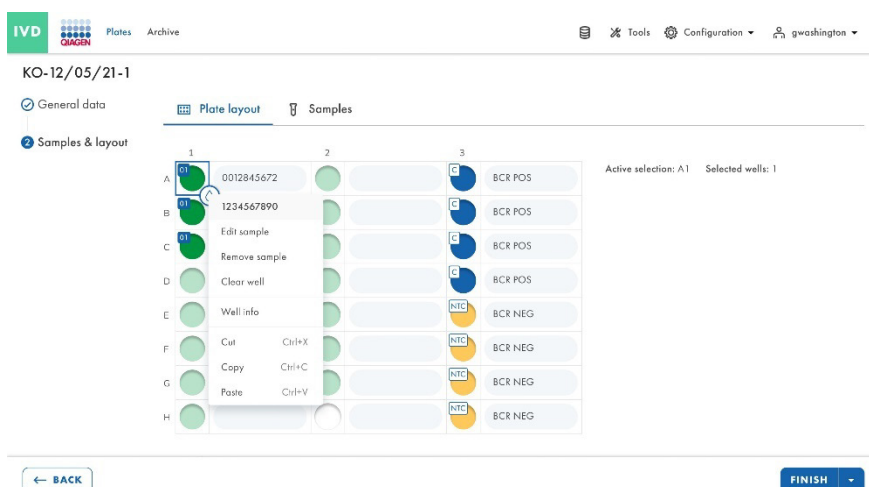 IVD QIAGEN Plates Archive Tools Configuration gwashington
KO-12/05/21-1
General data
2 Samples & layout
Plate layout Samples
1 2 3
Active selection: A1 Selected wells: 1
A 01 0012845672 C BCR POS
B 01 C BCR POS
C 01 C BCR POS
D C BCR POS
E NTC BCR NEG
F NTC BCR NEG
G NTC BCR NEG
H NTC BCR NEG
1234567890
Edit sample
Remove sample
Clear well
Well info
Cut Ctrl+X
Copy Ctrl+C
Paste Ctrl+V
← BACK FINISH